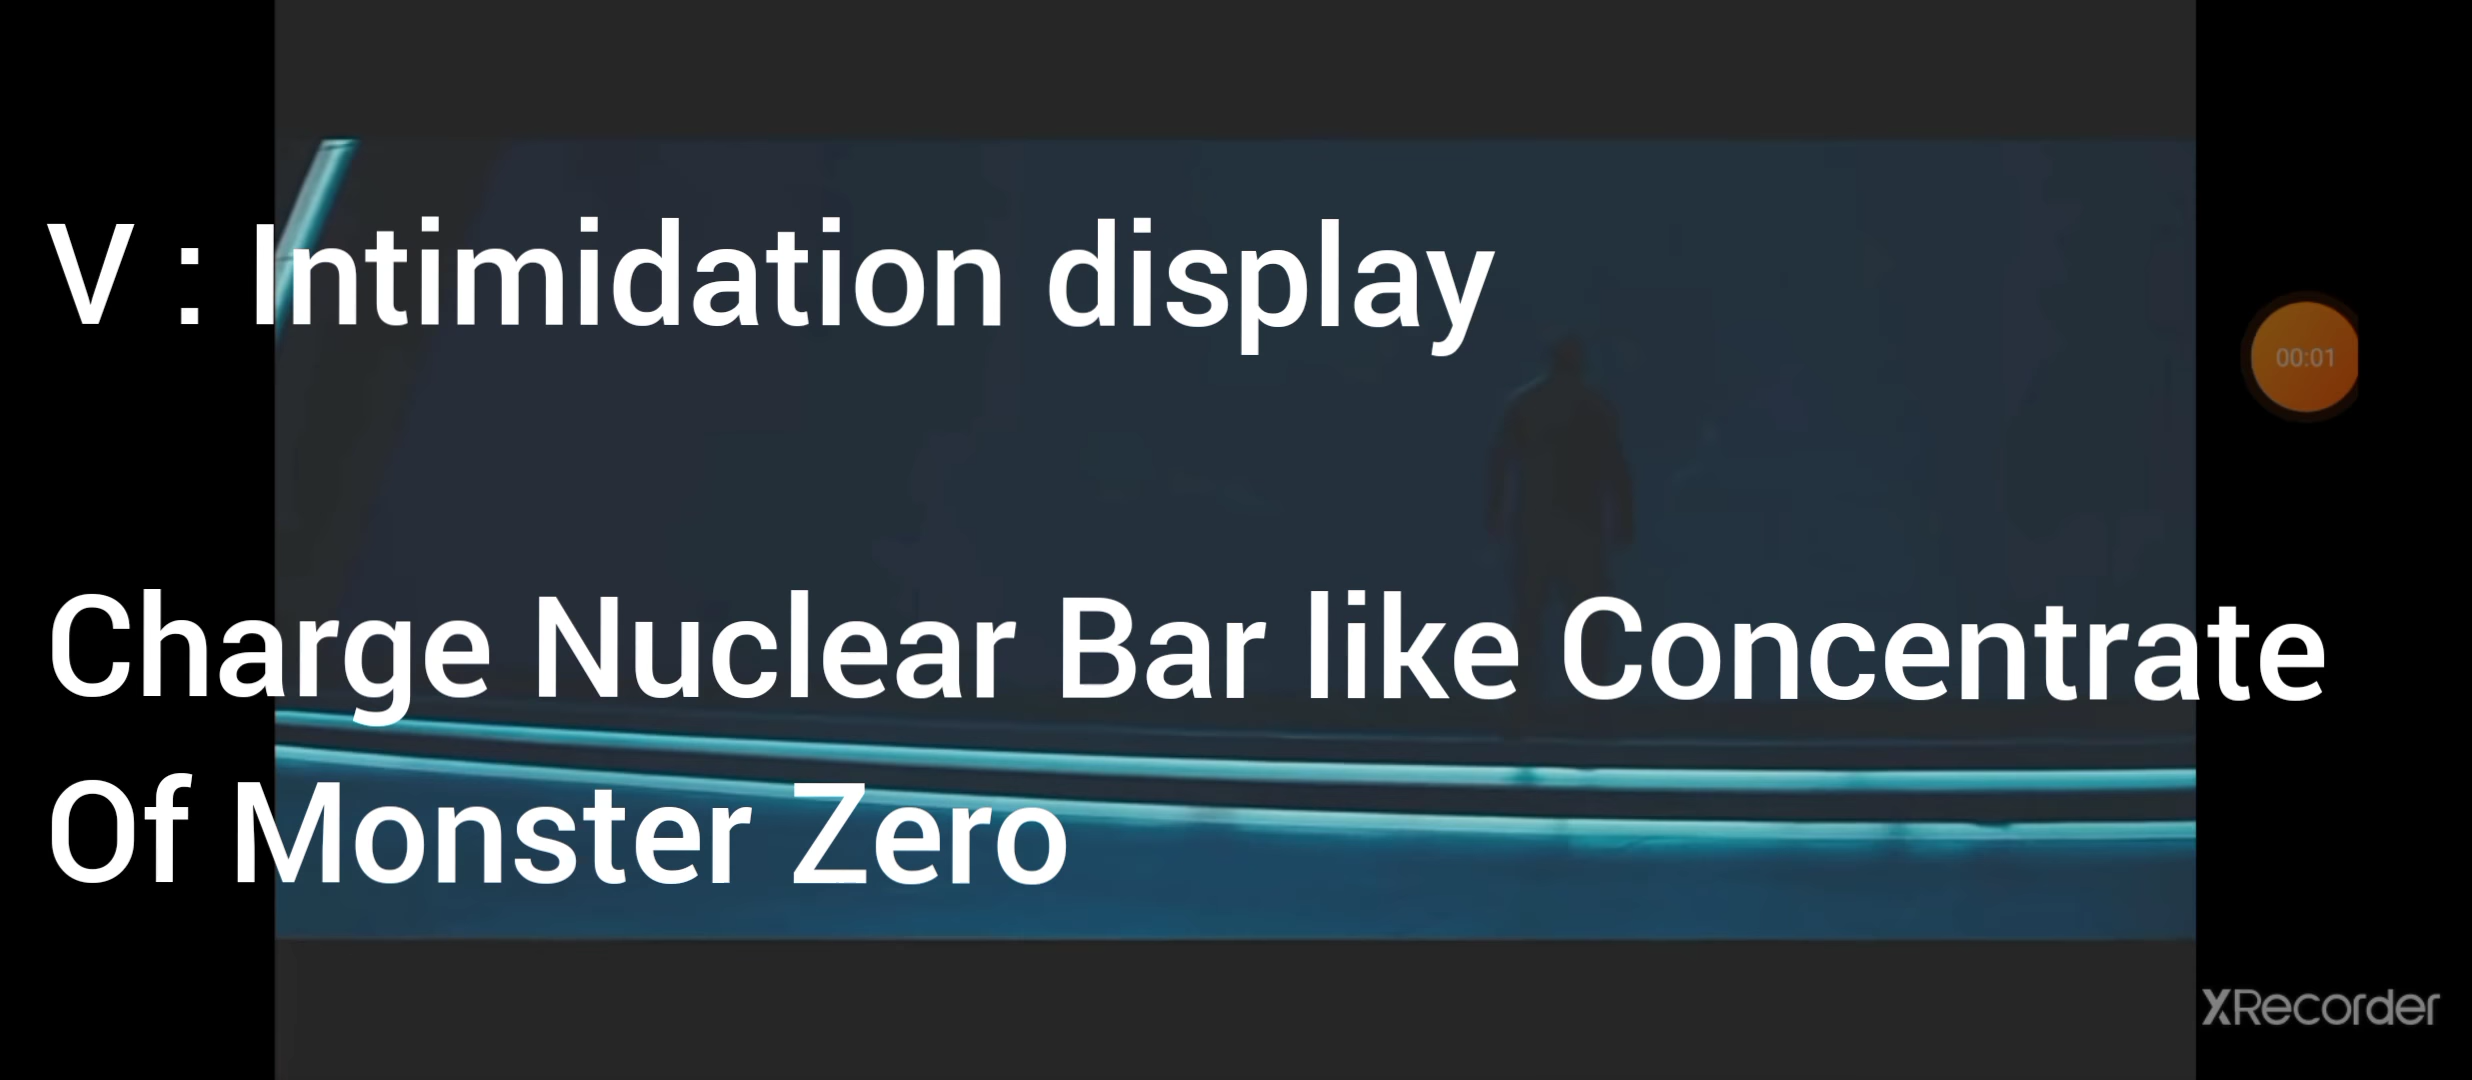 V : Intimidation display
00:01
Charge Nuclear Bar like Concentrate
Of Monster Zero
XRecorder